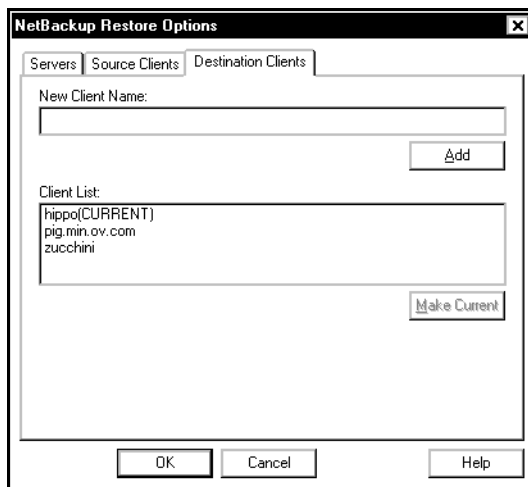 NetBackup Restore Options
Servers Source Clients Destination Clients
New Client Name:
Add
Client List:
hippo(CURRENT)
pig.min.ov.com
zucchini
Make Current
OK Cancel Help